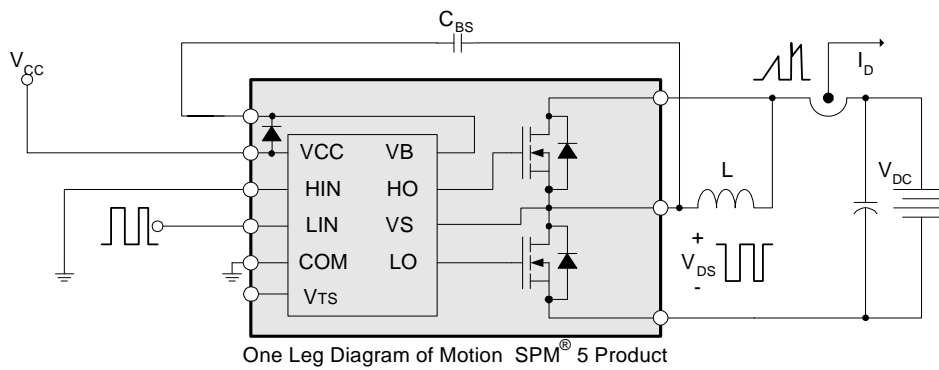 C_BS
V_CC
I_D
VCC VB
HIN HO
LIN VS
COM LO
V_TS
L
V_DC
+
V_DS
-
One Leg Diagram of Motion SPM® 5 Product